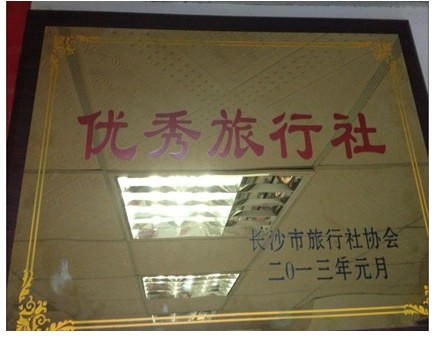 优秀旅行社
长沙市旅行社协会
二〇一三年元月